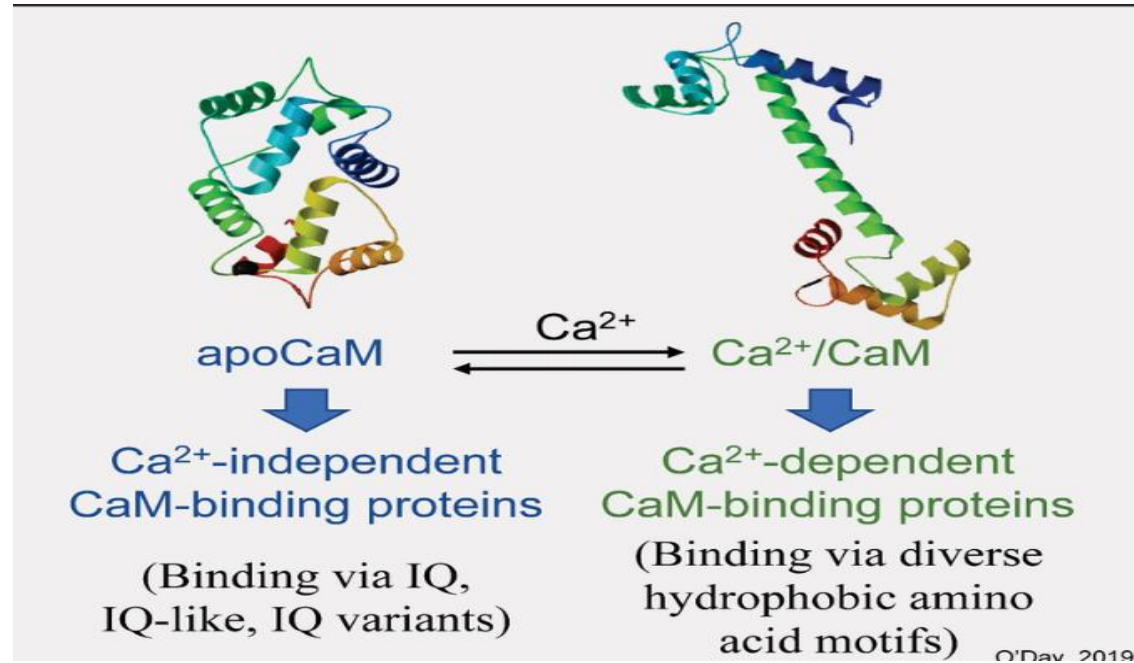 Ca²⁺
apoCaM
Ca²⁺/CaM
Ca²⁺-independent
CaM-binding proteins
(Binding via IQ,
IQ-like, IQ variants)
Ca²⁺-dependent
CaM-binding proteins
(Binding via diverse
hydrophobic amino
acid motifs)
O'Day, 2019